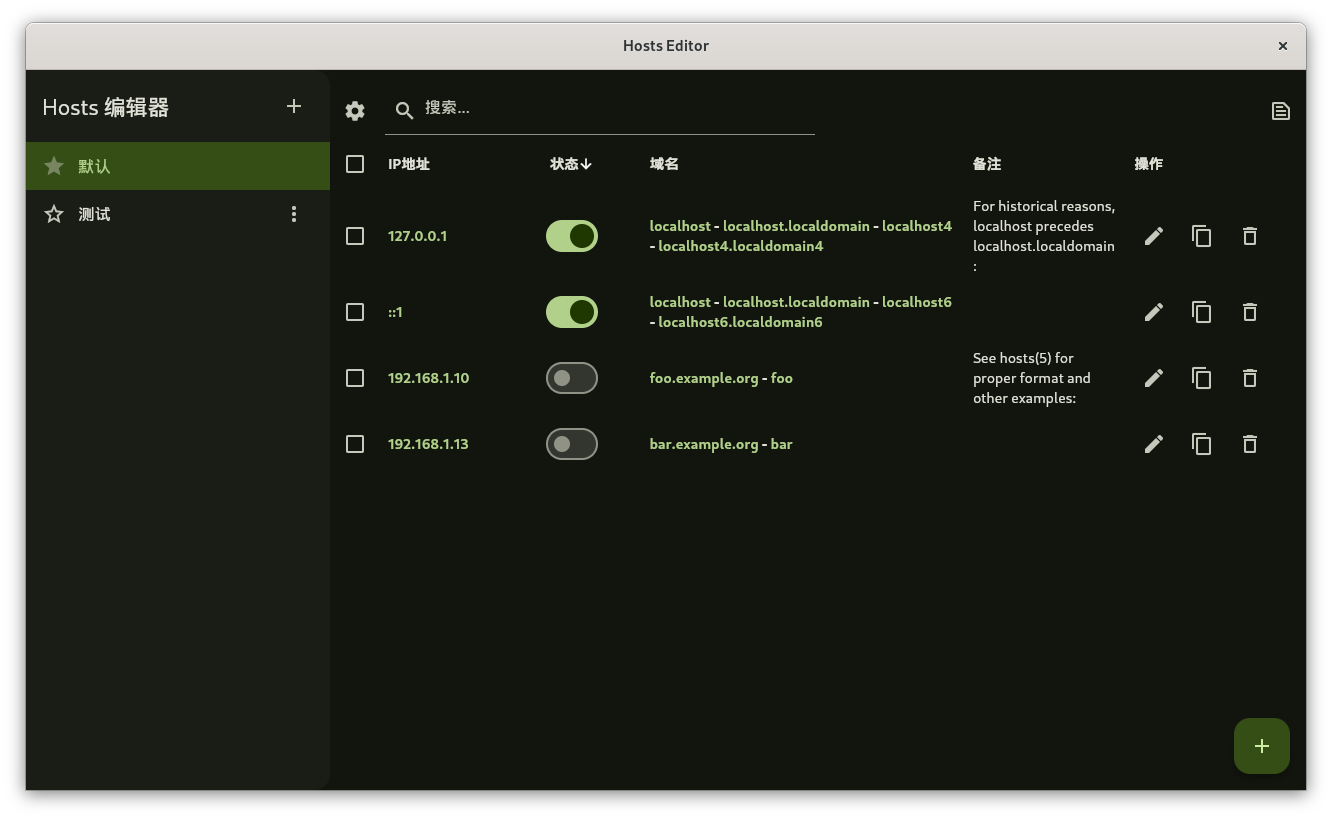 Hosts Editor
Hosts 编辑器
默认
测试
搜索...
IP地址 状态 域名 备注 操作
127.0.0.1
localhost - localhost.localdomain - localhost4
- localhost4.localdomain4
For historical reasons,
localhost precedes
localhost.localdomain
:
::1
localhost - localhost.localdomain - localhost6
- localhost6.localdomain6
192.168.1.10
foo.example.org - foo
See hosts(5) for
proper format and
other examples:
192.168.1.13
bar.example.org - bar